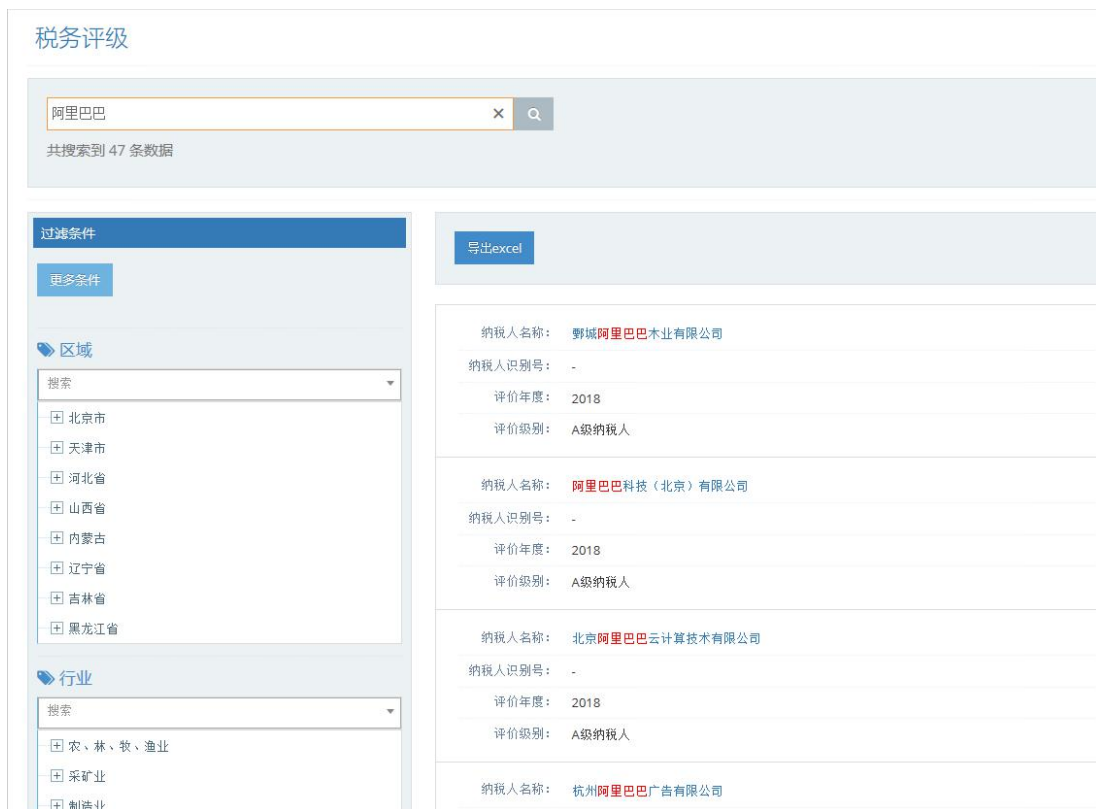 税务评级
阿里巴巴
共搜索到 47 条数据
过滤条件
更多条件
区域
搜索
北京市
天津市
河北省
山西省
内蒙古
辽宁省
吉林省
黑龙江省
行业
搜索
农、林、牧、渔业
采矿业
制造业
导出excel
纳税人名称: 鄄城阿里巴巴木业有限公司
纳税人识别号: -
评价年度: 2018
评价级别: A级纳税人
纳税人名称: 阿里巴巴科技（北京）有限公司
纳税人识别号: -
评价年度: 2018
评价级别: A级纳税人
纳税人名称: 北京阿里巴巴云计算技术有限公司
纳税人识别号: -
评价年度: 2018
评价级别: A级纳税人
纳税人名称: 杭州阿里巴巴广告有限公司